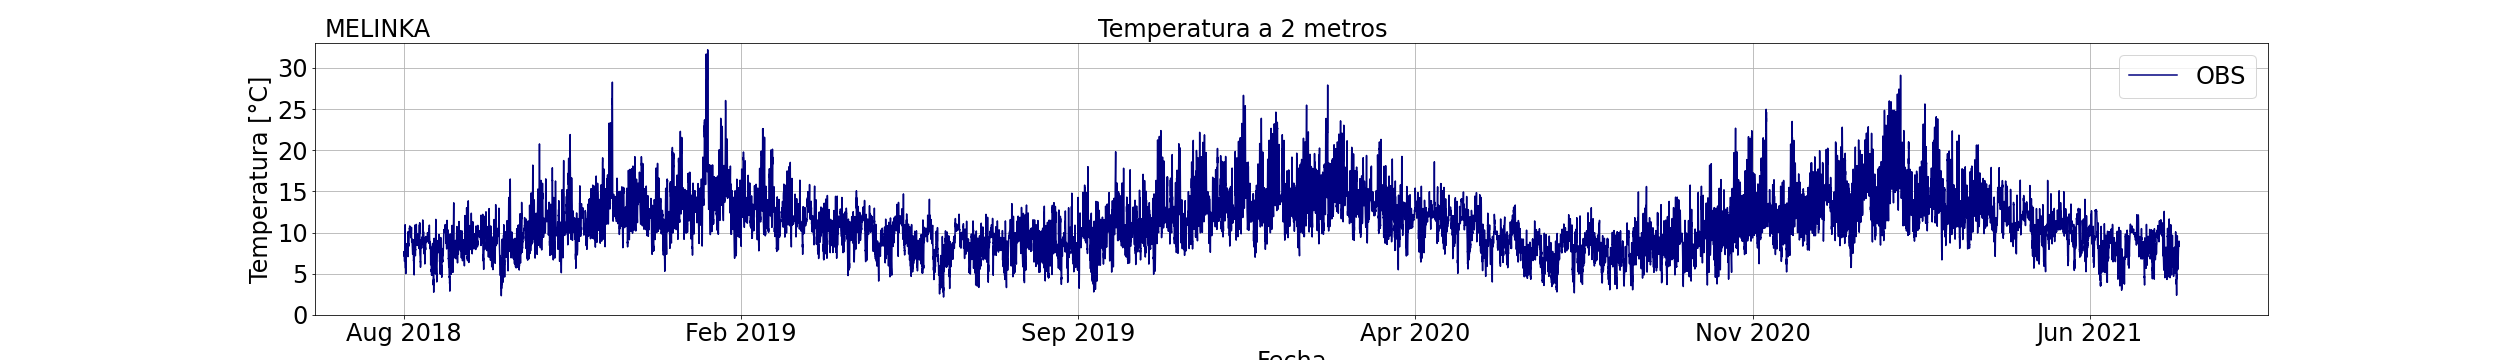 MELINKA
Temperatura a 2 metros
Temperatura [°C]
30
25
20
15
10
5
0
OBS
Aug 2018
Feb 2019
Sep 2019
Apr 2020
Nov 2020
Jun 2021
Fecha